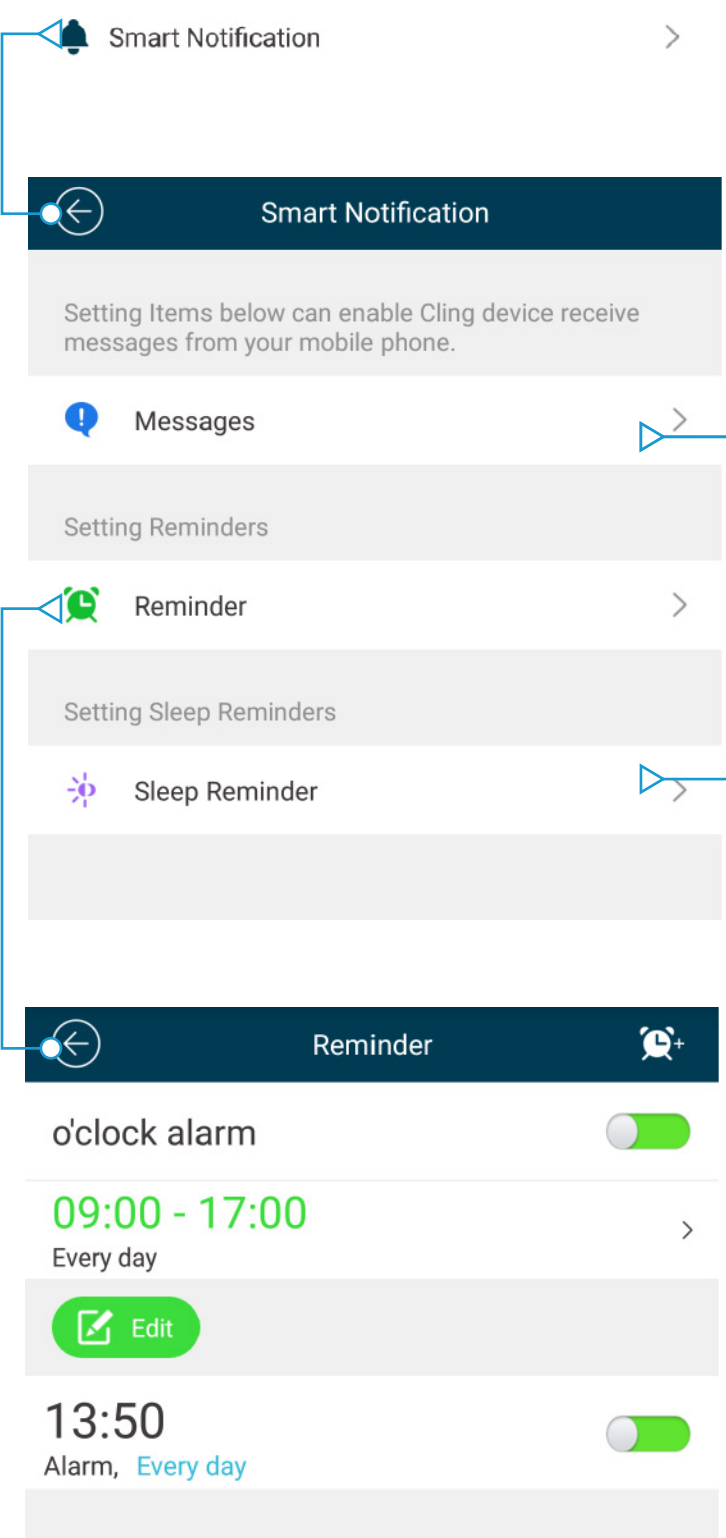 Smart Notification
Smart Notification
Setting Items below can enable Cling device receive
messages from your mobile phone.
Messages
Setting Reminders
Reminder
Setting Sleep Reminders
Sleep Reminder
Reminder
o'clock alarm
09:00 - 17:00
Every day
Edit
13:50
Alarm, Every day